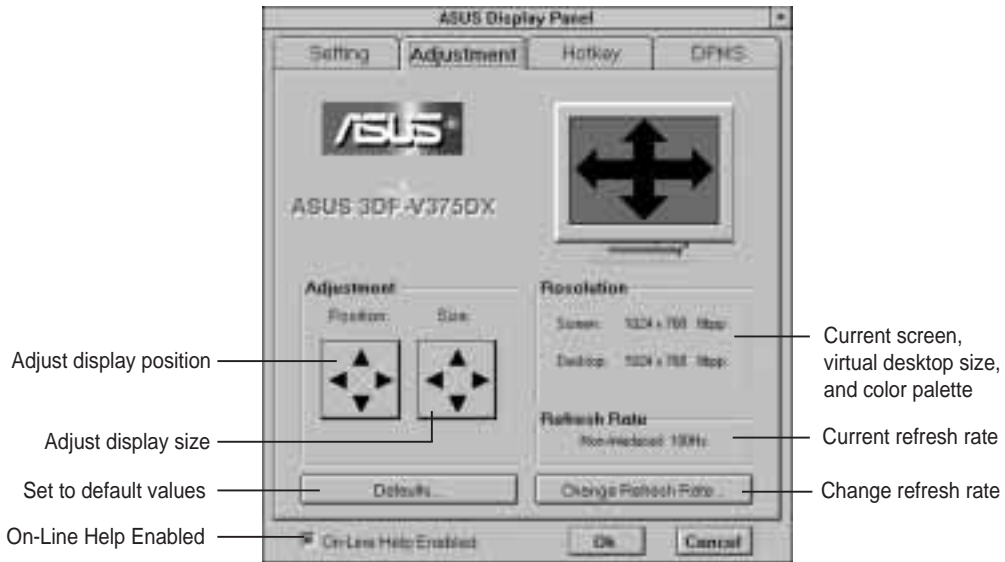 ASUS Display Panel
Setting
Adjustment
Hotkey
DPMS
ASUS
ASUS 3DP-V375DX
Adjustment
Position
Size
Resolution
Screen: 1024 x 768
Desktop: 1024 x 768
Refresh Rate
Non-Interlaced 100Hz
Defaults...
Change Refresh Rate...
On-Line Help Enabled
Ok
Cancel
Adjust display position
Adjust display size
Set to default values
On-Line Help Enabled
Current screen,
virtual desktop size,
and color palette
Current refresh rate
Change refresh rate